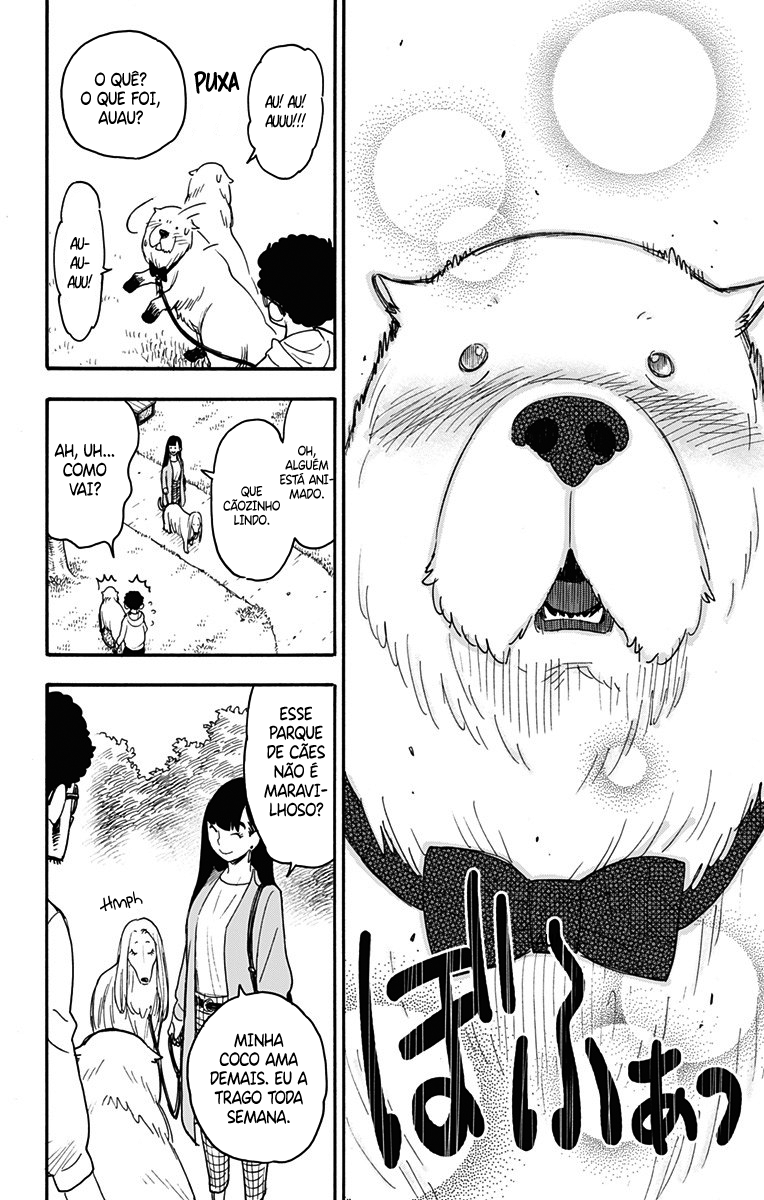 ぼふぁっ
AU! AU!
AUUU!!!
PUXA
O QUÊ?
O QUE FOI,
AUAU?
AU-
AU-
AUU!
OH,
ALGUÉM
ESTÁ ANI-
MADO.
QUE
CÃOZINHO
LINDO.
AH, UH...
COMO
VAI?
ESSE
PARQUE
DE CÃES
NÃO É
MARAVI-
LHOSO?
HMPH
MINHA
COCO AMA
DEMAIS. EU A
TRAGO TODA
SEMANA.